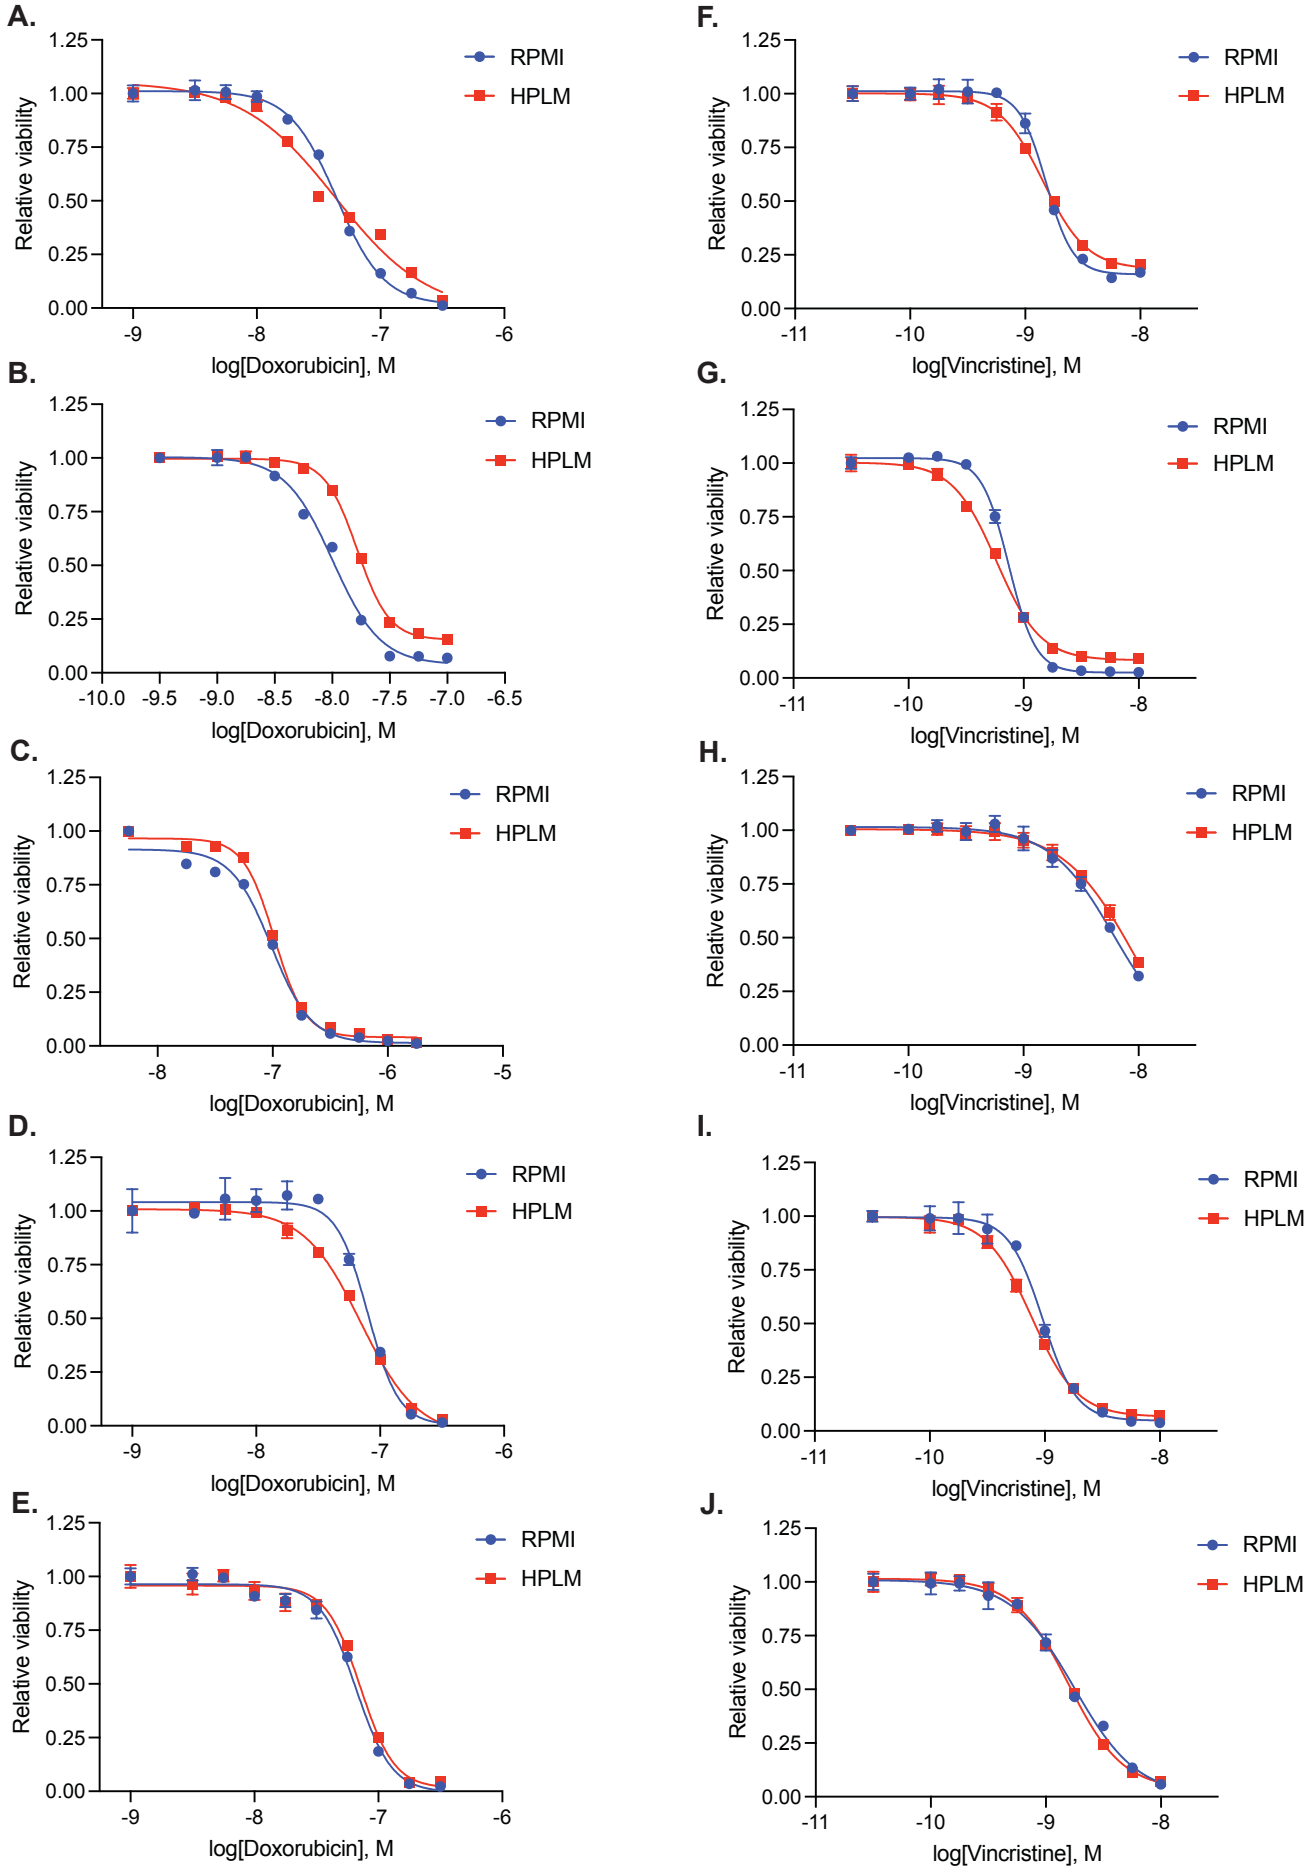 A.
1.25
1.00
0.75
0.50
0.25
0.00
Relative viability
-9 -8 -7 -6
log[Doxorubicin], M
RPMI
HPLM
F.
1.25
1.00
0.75
0.50
0.25
0.00
Relative viability
-11 -10 -9 -8
log[Vincristine], M
RPMI
HPLM
B.
1.25
1.00
0.75
0.50
0.25
0.00
Relative viability
-10.0 -9.5 -9.0 -8.5 -8.0 -7.5 -7.0 -6.5
log[Doxorubicin], M
RPMI
HPLM
G.
1.25
1.00
0.75
0.50
0.25
0.00
Relative viability
-11 -10 -9 -8
log[Vincristine], M
RPMI
HPLM
C.
1.25
1.00
0.75
0.50
0.25
0.00
Relative viability
-8 -7 -6 -5
log[Doxorubicin], M
RPMI
HPLM
H.
1.25
1.00
0.75
0.50
0.25
0.00
Relative viability
-11 -10 -9 -8
log[Vincristine], M
RPMI
HPLM
D.
1.25
1.00
0.75
0.50
0.25
0.00
Relative viability
-9 -8 -7 -6
log[Doxorubicin], M
RPMI
HPLM
I.
1.25
1.00
0.75
0.50
0.25
0.00
Relative viability
-11 -10 -9 -8
log[Vincristine], M
RPMI
HPLM
E.
1.25
1.00
0.75
0.50
0.25
0.00
Relative viability
-9 -8 -7 -6
log[Doxorubicin], M
RPMI
HPLM
J.
1.25
1.00
0.75
0.50
0.25
0.00
Relative viability
-11 -10 -9 -8
log[Vincristine], M
RPMI
HPLM